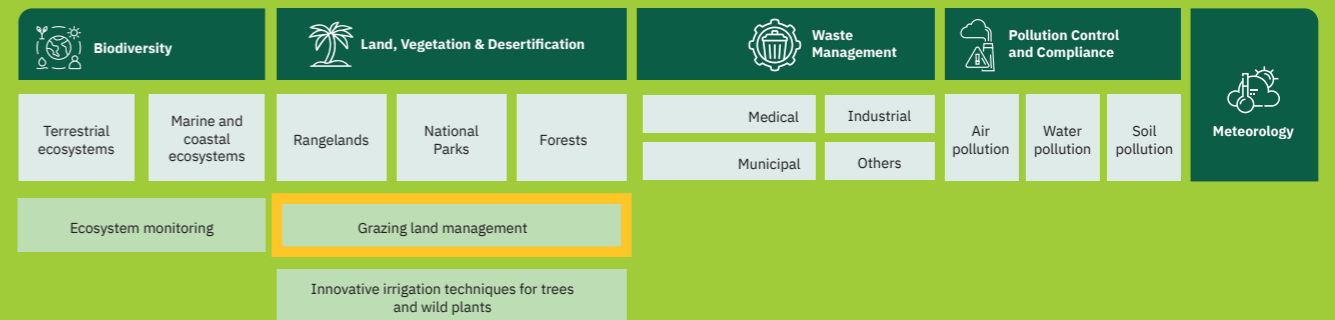 Biodiversity
Land, Vegetation & Desertification
Waste
Management
Pollution Control
and Compliance
Meteorology
Terrestrial
ecosystems
Marine and
coastal
ecosystems
Rangelands
National
Parks
Forests
Medical
Industrial
Municipal
Others
Air
pollution
Water
pollution
Soil
pollution
Ecosystem monitoring
Grazing land management
Innovative irrigation techniques for trees
and wild plants